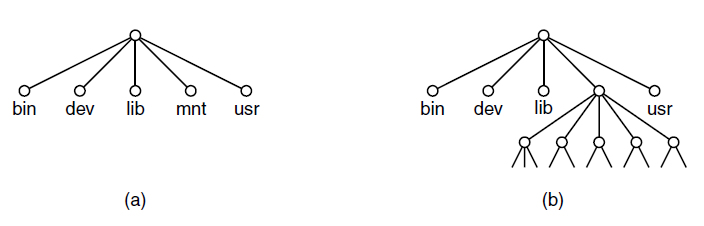 bin dev lib mnt usr
bin dev lib usr
(a)
(b)